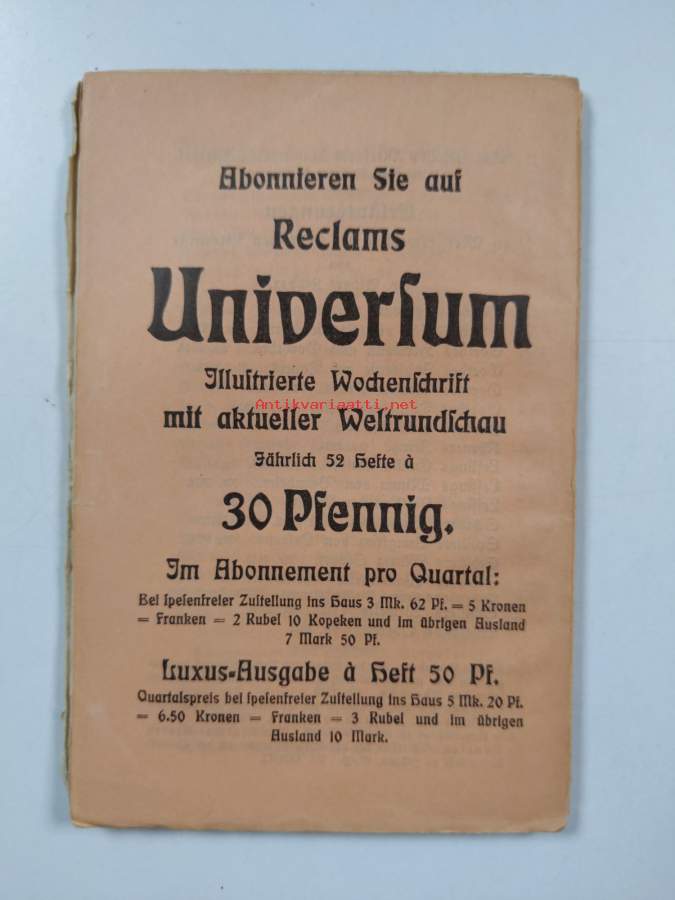 Abonnieren Sie auf
Reclams
Univerſum
Illuſtrierte Wochenſchrift
Antikvariaatti.net
mit aktueller Weltrundſchau
Jährlich 52 Hefte à
30 Pfennig.
Im Abonnement pro Quartal:
Bei ſpeſenfreier Zuſtellung ins Haus 3 Mk. 62 Pf. = 5 Kronen
= Franken = 2 Rubel 10 Kopeken und im übrigen Ausland
7 Mark 50 Pf.
Luxus=Ausgabe à Heft 50 Pf.
Quartalspreis bei ſpeſenfreier Zuſtellung ins Haus 5 Mk. 20 Pf.
= 6.50 Kronen = Franken = 3 Rubel und im übrigen
Ausland 10 Mark.